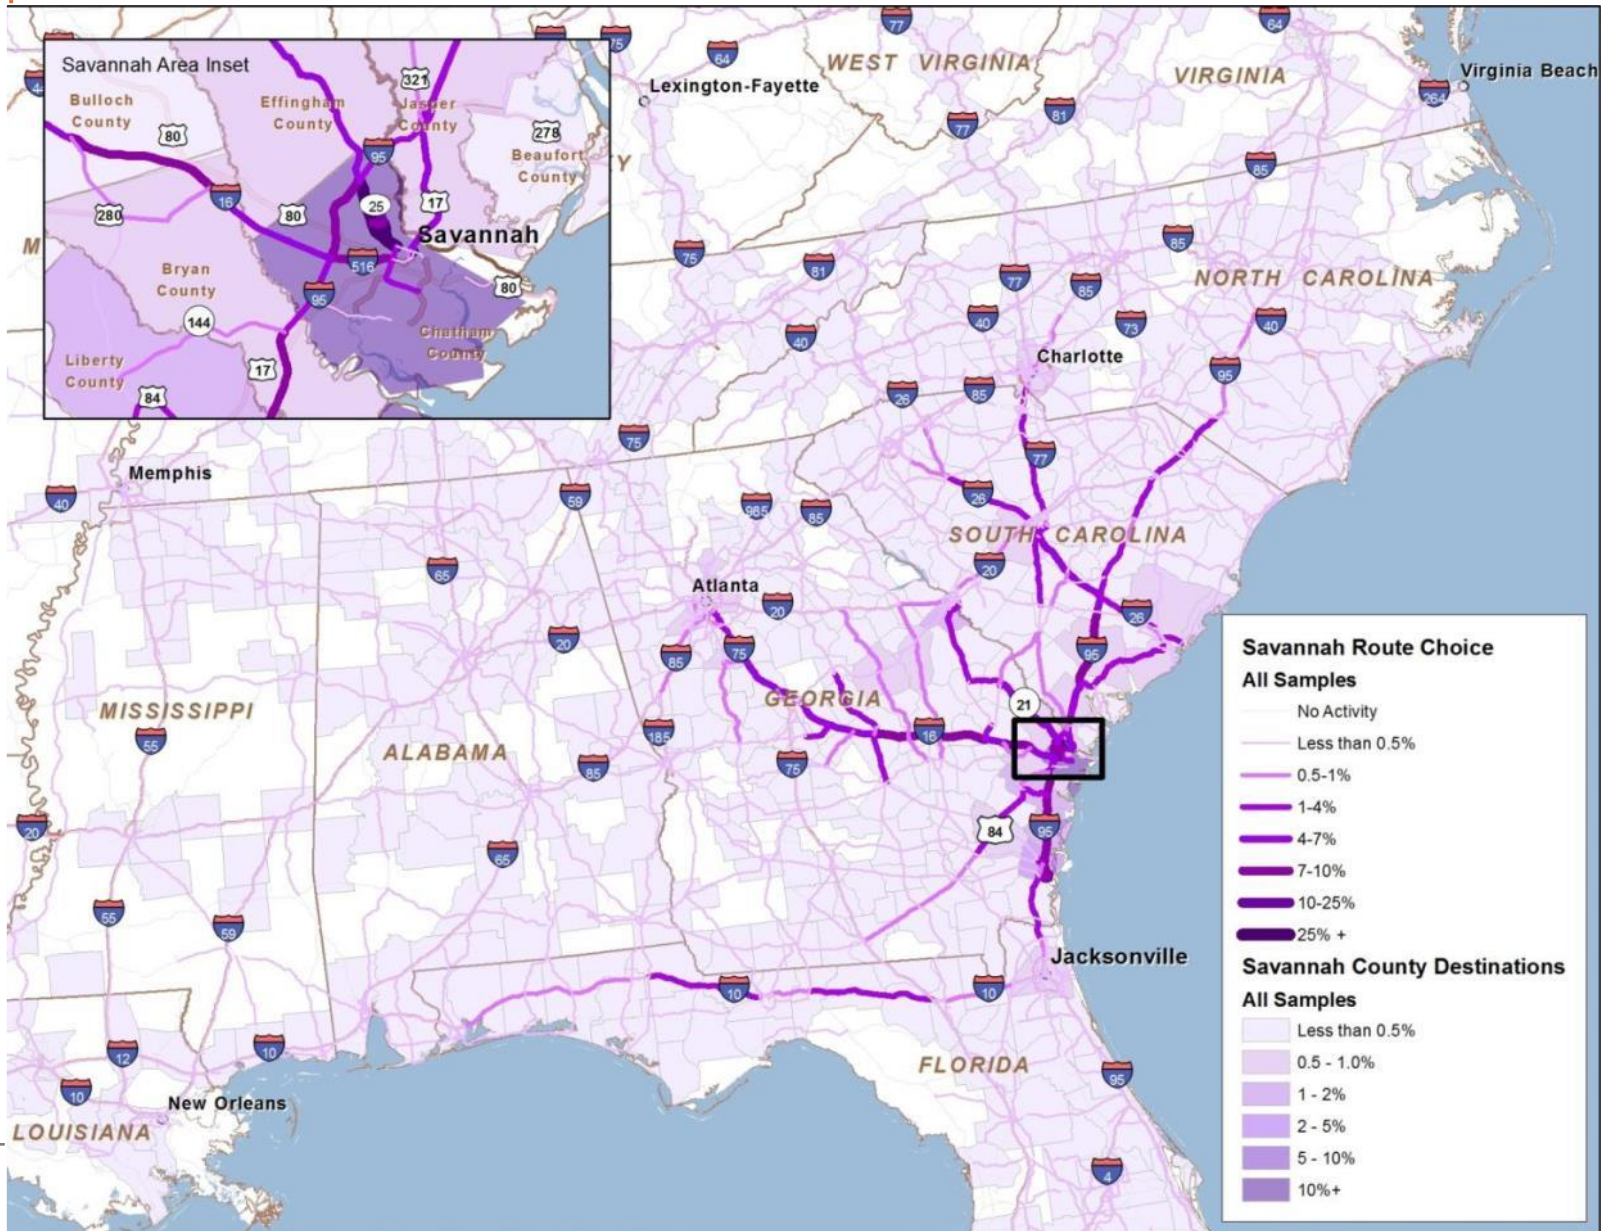 Savannah Area Inset
Bulloch
County
80
Effingham
County
321
Jasper
County
278
Beaufort
County
95
25
17
280
16
80
Savannah
516
80
Bryan
County
95
144
Chatham
County
Liberty
County
17
84
75
64
77
64
WEST VIRGINIA
VIRGINIA
Virginia Beach
264
Lexington-Fayette
77
81
85
Y
M
75
81
77
85
85
NORTH CAROLINA
40
40
73
40
Charlotte
95
26
85
75
77
Memphis
40
59
985
85
26
SOUTH CAROLINA
65
20
Atlanta
20
26
20
85
75
95
GEORGIA
21
MISSISSIPPI
55
ALABAMA
185
16
85
75
20
84
95
65
55
59
Jacksonville
10
10
12
10
FLORIDA
95
10
New Orleans
LOUISIANA
4
Savannah Route Choice
All Samples
No Activity
Less than 0.5%
0.5-1%
1-4%
4-7%
7-10%
10-25%
25% +
Savannah County Destinations
All Samples
Less than 0.5%
0.5 - 1.0%
1 - 2%
2 - 5%
5 - 10%
10%+